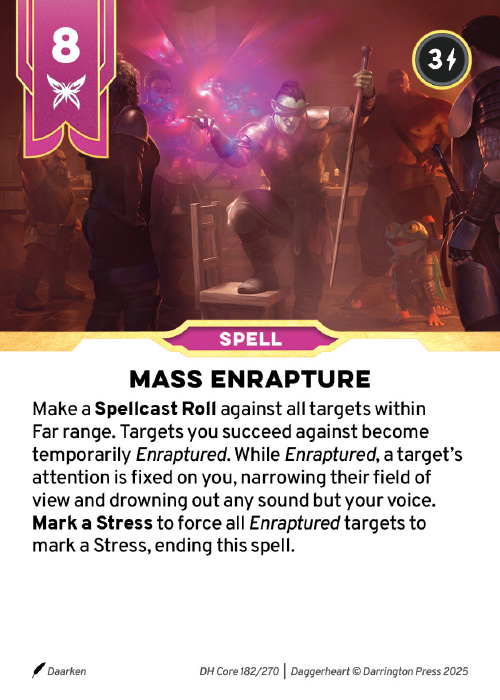 8
3
SPELL
MASS ENRAPTURE
Make a Spellcast Roll against all targets within
Far range. Targets you succeed against become
temporarily Enraptured. While Enraptured, a target's
attention is fixed on you, narrowing their field of
view and drowning out any sound but your voice.
Mark a Stress to force all Enraptured targets to
mark a Stress, ending this spell.
Daarken
DH Core 182/270 | Daggerheart © Darrington Press 2025